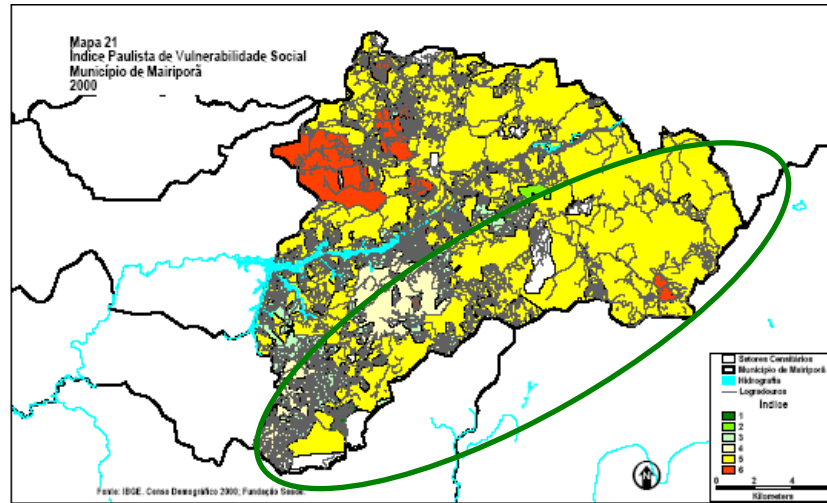 Mapa 21
Índice Paulista de Vulnerabilidade Social
Município de Mairiporã
2000
Setores Censitários
Município de Mairiporã
Hidrografia
Logradouros
Índice
1
2
3
4
5
6
0 2 4
Kilometers
Fonte: IBGE. Censo Demográfico 2000; Fundação Seade.